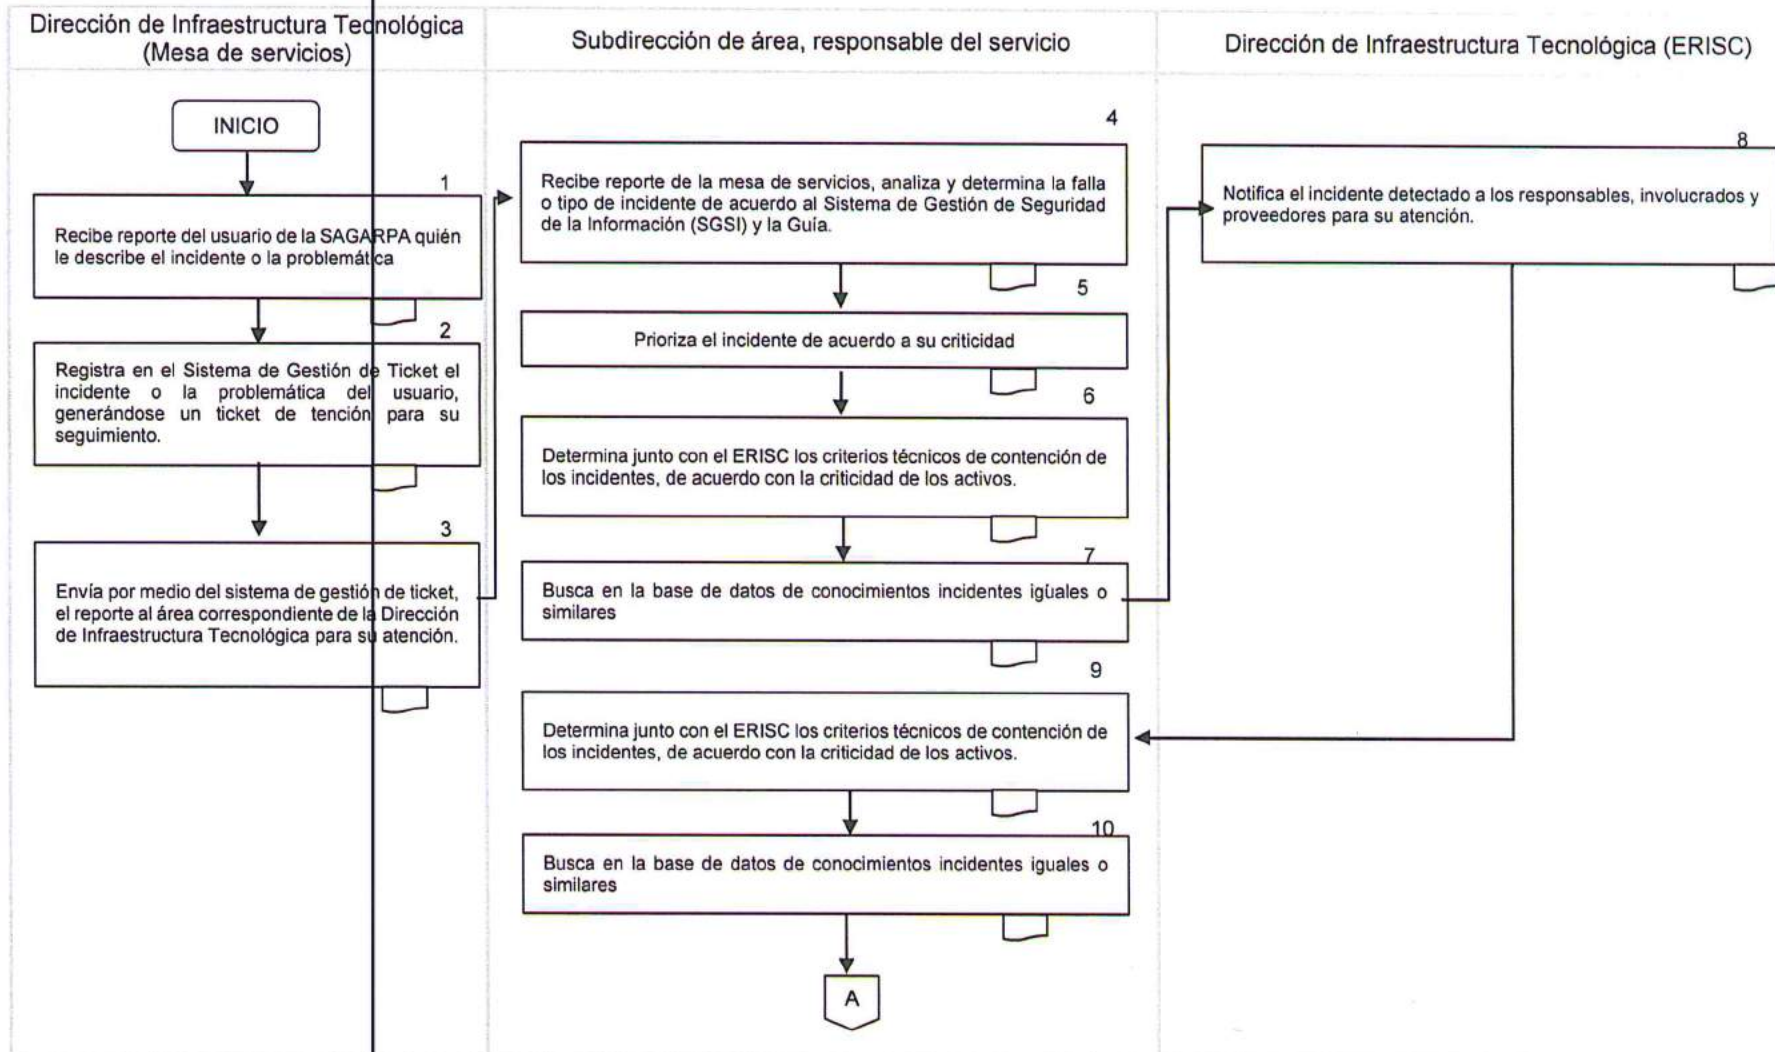 Dirección de Infraestructura Tecnológica
(Mesa de servicios)
Subdirección de área, responsable del servicio
Dirección de Infraestructura Tecnológica (ERISC)
INICIO
1
Recibe reporte del usuario de la SAGARPA quién
le describe el incidente o la problemática
2
Registra en el Sistema de Gestión de Ticket el
incidente o la problemática del usuario,
generándose un ticket de tención para su
seguimiento.
3
Envía por medio del sistema de gestión de ticket,
el reporte al área correspondiente de la Dirección
de Infraestructura Tecnológica para su atención.
4
Recibe reporte de la mesa de servicios, analiza y determina la falla
o tipo de incidente de acuerdo al Sistema de Gestión de Seguridad
de la Información (SGSI) y la Guía.
5
Prioriza el incidente de acuerdo a su criticidad
6
Determina junto con el ERISC los criterios técnicos de contención de
los incidentes, de acuerdo con la criticidad de los activos.
7
Busca en la base de datos de conocimientos incidentes iguales o
similares
8
Notifica el incidente detectado a los responsables, involucrados y
proveedores para su atención.
9
Determina junto con el ERISC los criterios técnicos de contención de
los incidentes, de acuerdo con la criticidad de los activos.
10
Busca en la base de datos de conocimientos incidentes iguales o
similares
A